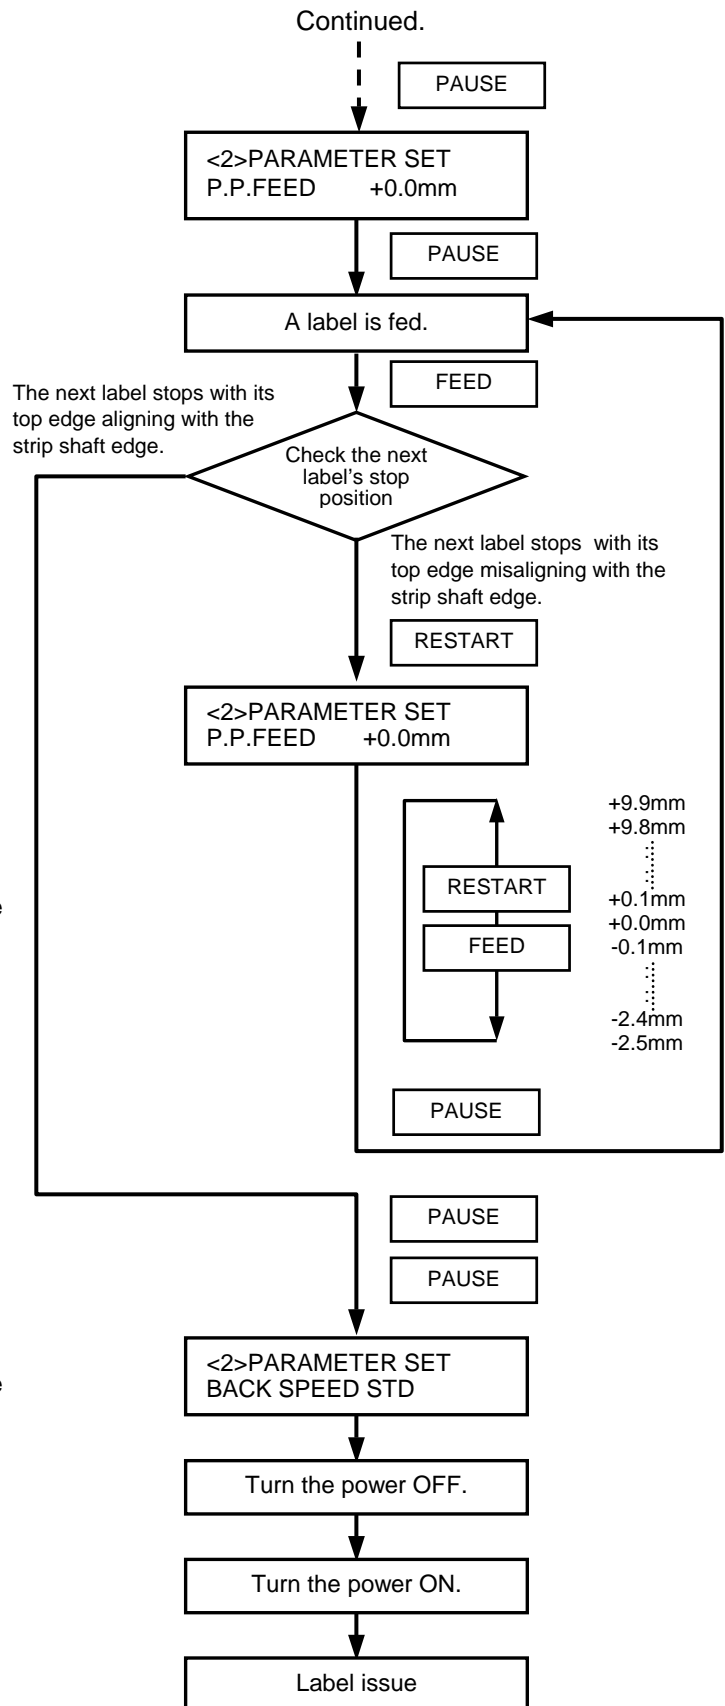 Continued.
PAUSE
<2>PARAMETER SET
P.P.FEED +0.0mm
PAUSE
A label is fed.
FEED
The next label stops with its
top edge aligning with the
strip shaft edge.
Check the next
label's stop
position
The next label stops with its
top edge misaligning with the
strip shaft edge.
RESTART
<2>PARAMETER SET
P.P.FEED +0.0mm
+9.9mm
+9.8mm
RESTART
+0.1mm
+0.0mm
FEED
-0.1mm
-2.4mm
-2.5mm
e
PAUSE
PAUSE
PAUSE
<2>PARAMETER SET
BACK SPEED STD
e
Turn the power OFF.
Turn the power ON.
Label issue